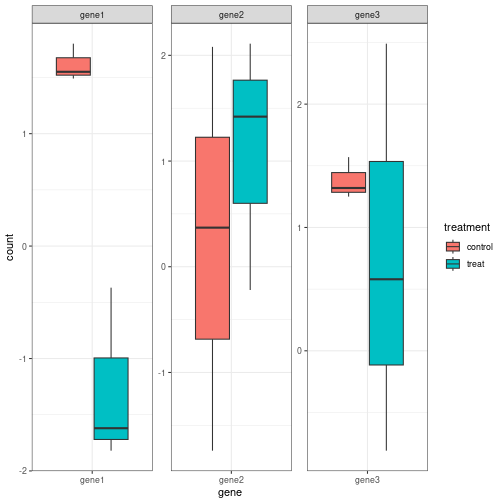 gene1
gene2
gene3
1
0
-1
-2
2
1
0
-1
2
1
0
count
gene1
gene2
gene3
gene
treatment
control
treat